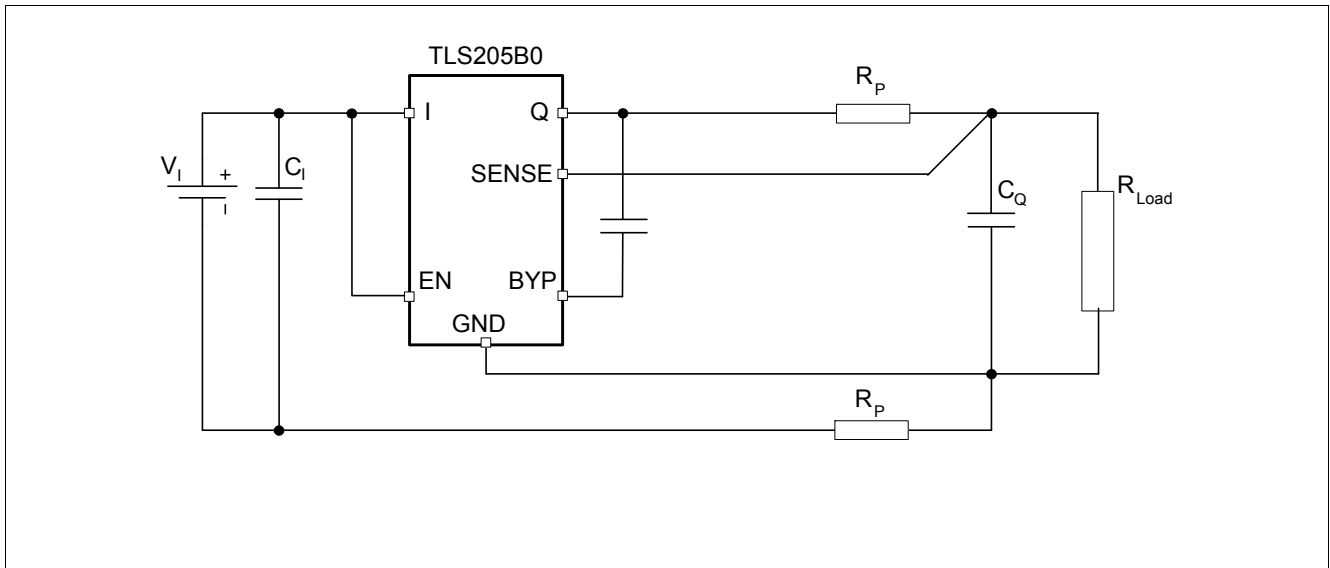 TLS205B0
R_P
I
Q
V_I
+
C_I
SENSE
C_Q
R_Load
EN
BYP
GND
R_P